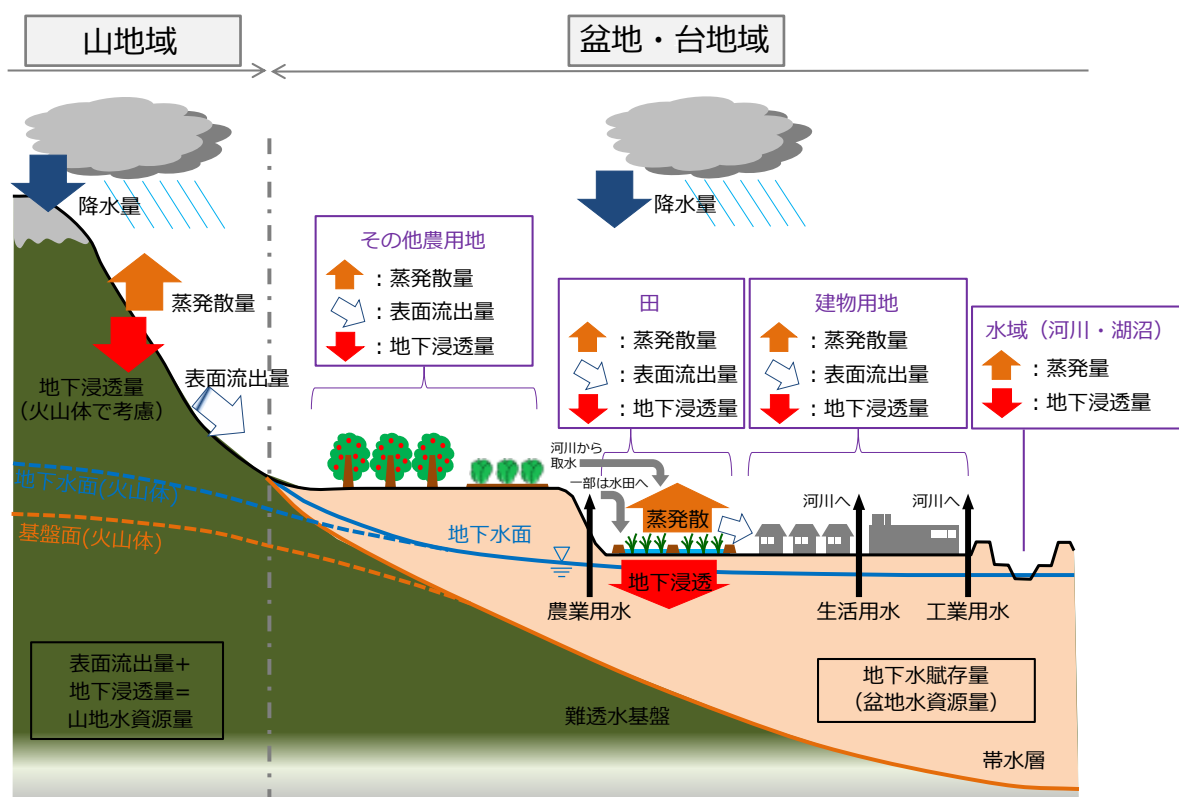 山地域
盆地・台地域
降水量
降水量
その他農用地
：蒸発散量
：表面流出量
：地下浸透量
田
：蒸発散量
：表面流出量
：地下浸透量
建物用地
：蒸発散量
：表面流出量
：地下浸透量
水域（河川・湖沼）
：蒸発量
：地下浸透量
蒸発散量
表面流出量
地下浸透量
（火山体で考慮）
河川から
取水
一部は水田へ
地下水面(火山体)
基盤面(火山体)
地下水面
蒸発散
河川へ
河川へ
地下浸透
農業用水
生活用水
工業用水
表面流出量＋
地下浸透量＝
山地水資源量
地下水賦存量
（盆地水資源量）
難透水基盤
帯水層